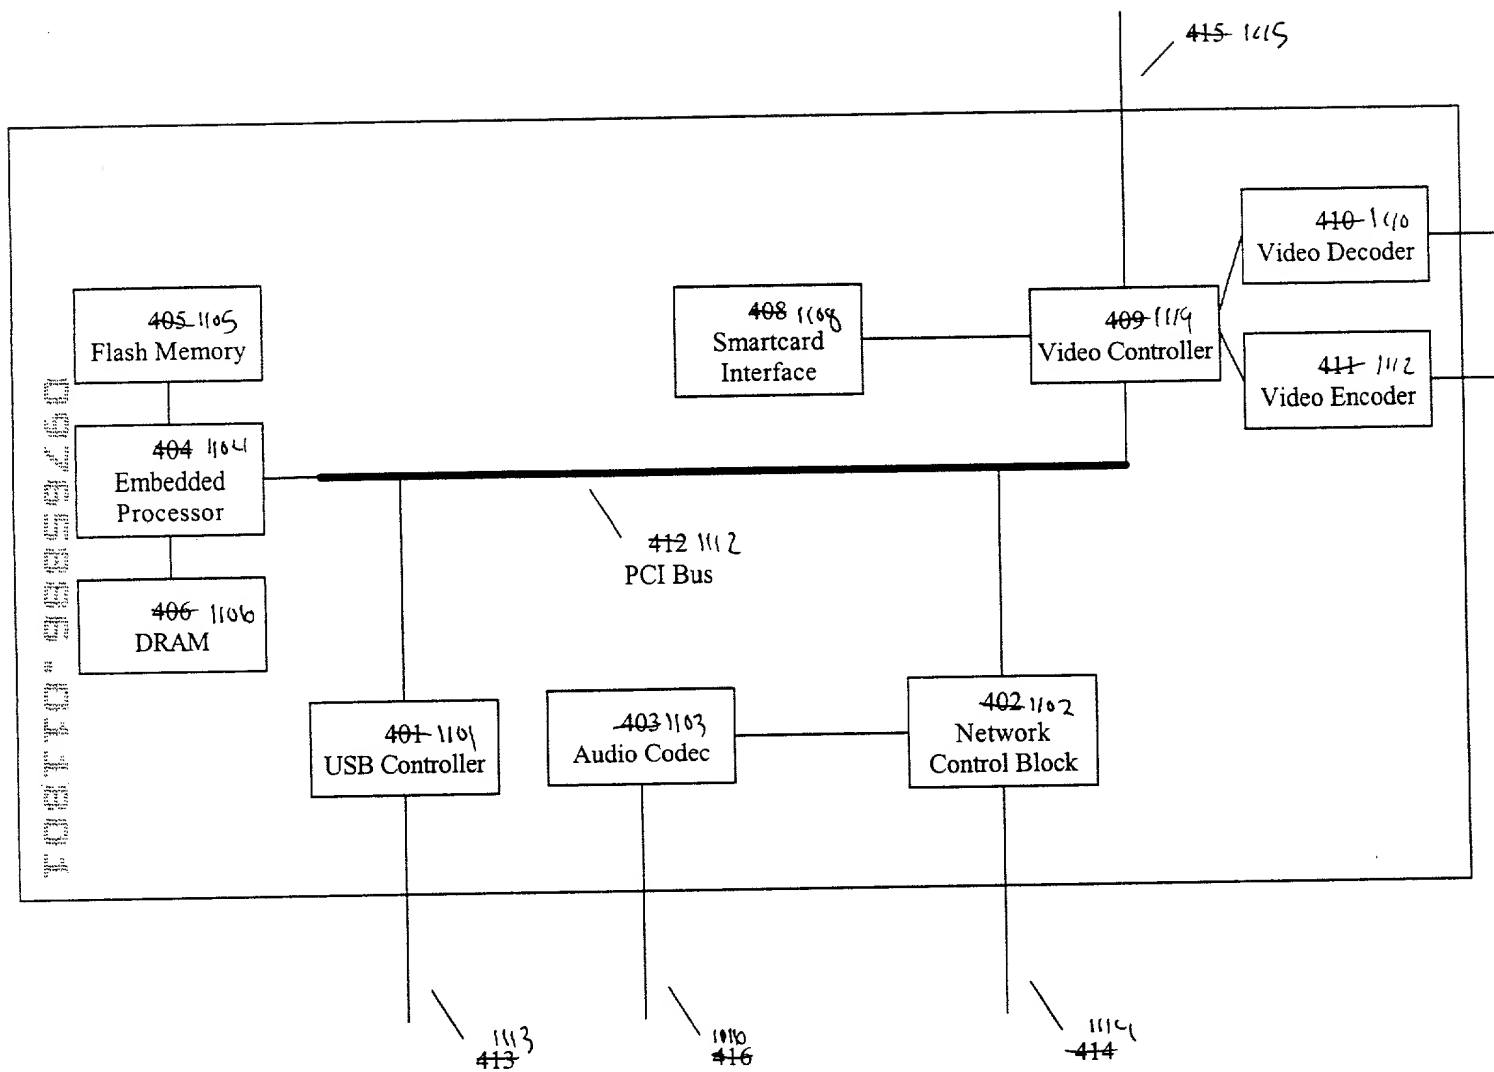 415 1115
410 1110
Video Decoder
405 1105
Flash Memory
408 1108
Smartcard
Interface
409 1119
Video Controller
411 1112
Video Encoder
404 1104
Embedded
Processor
412 1112
PCI Bus
406 1106
DRAM
401 1101
USB Controller
403 1103
Audio Codec
402 1102
Network
Control Block
1113
413
416
1114
414